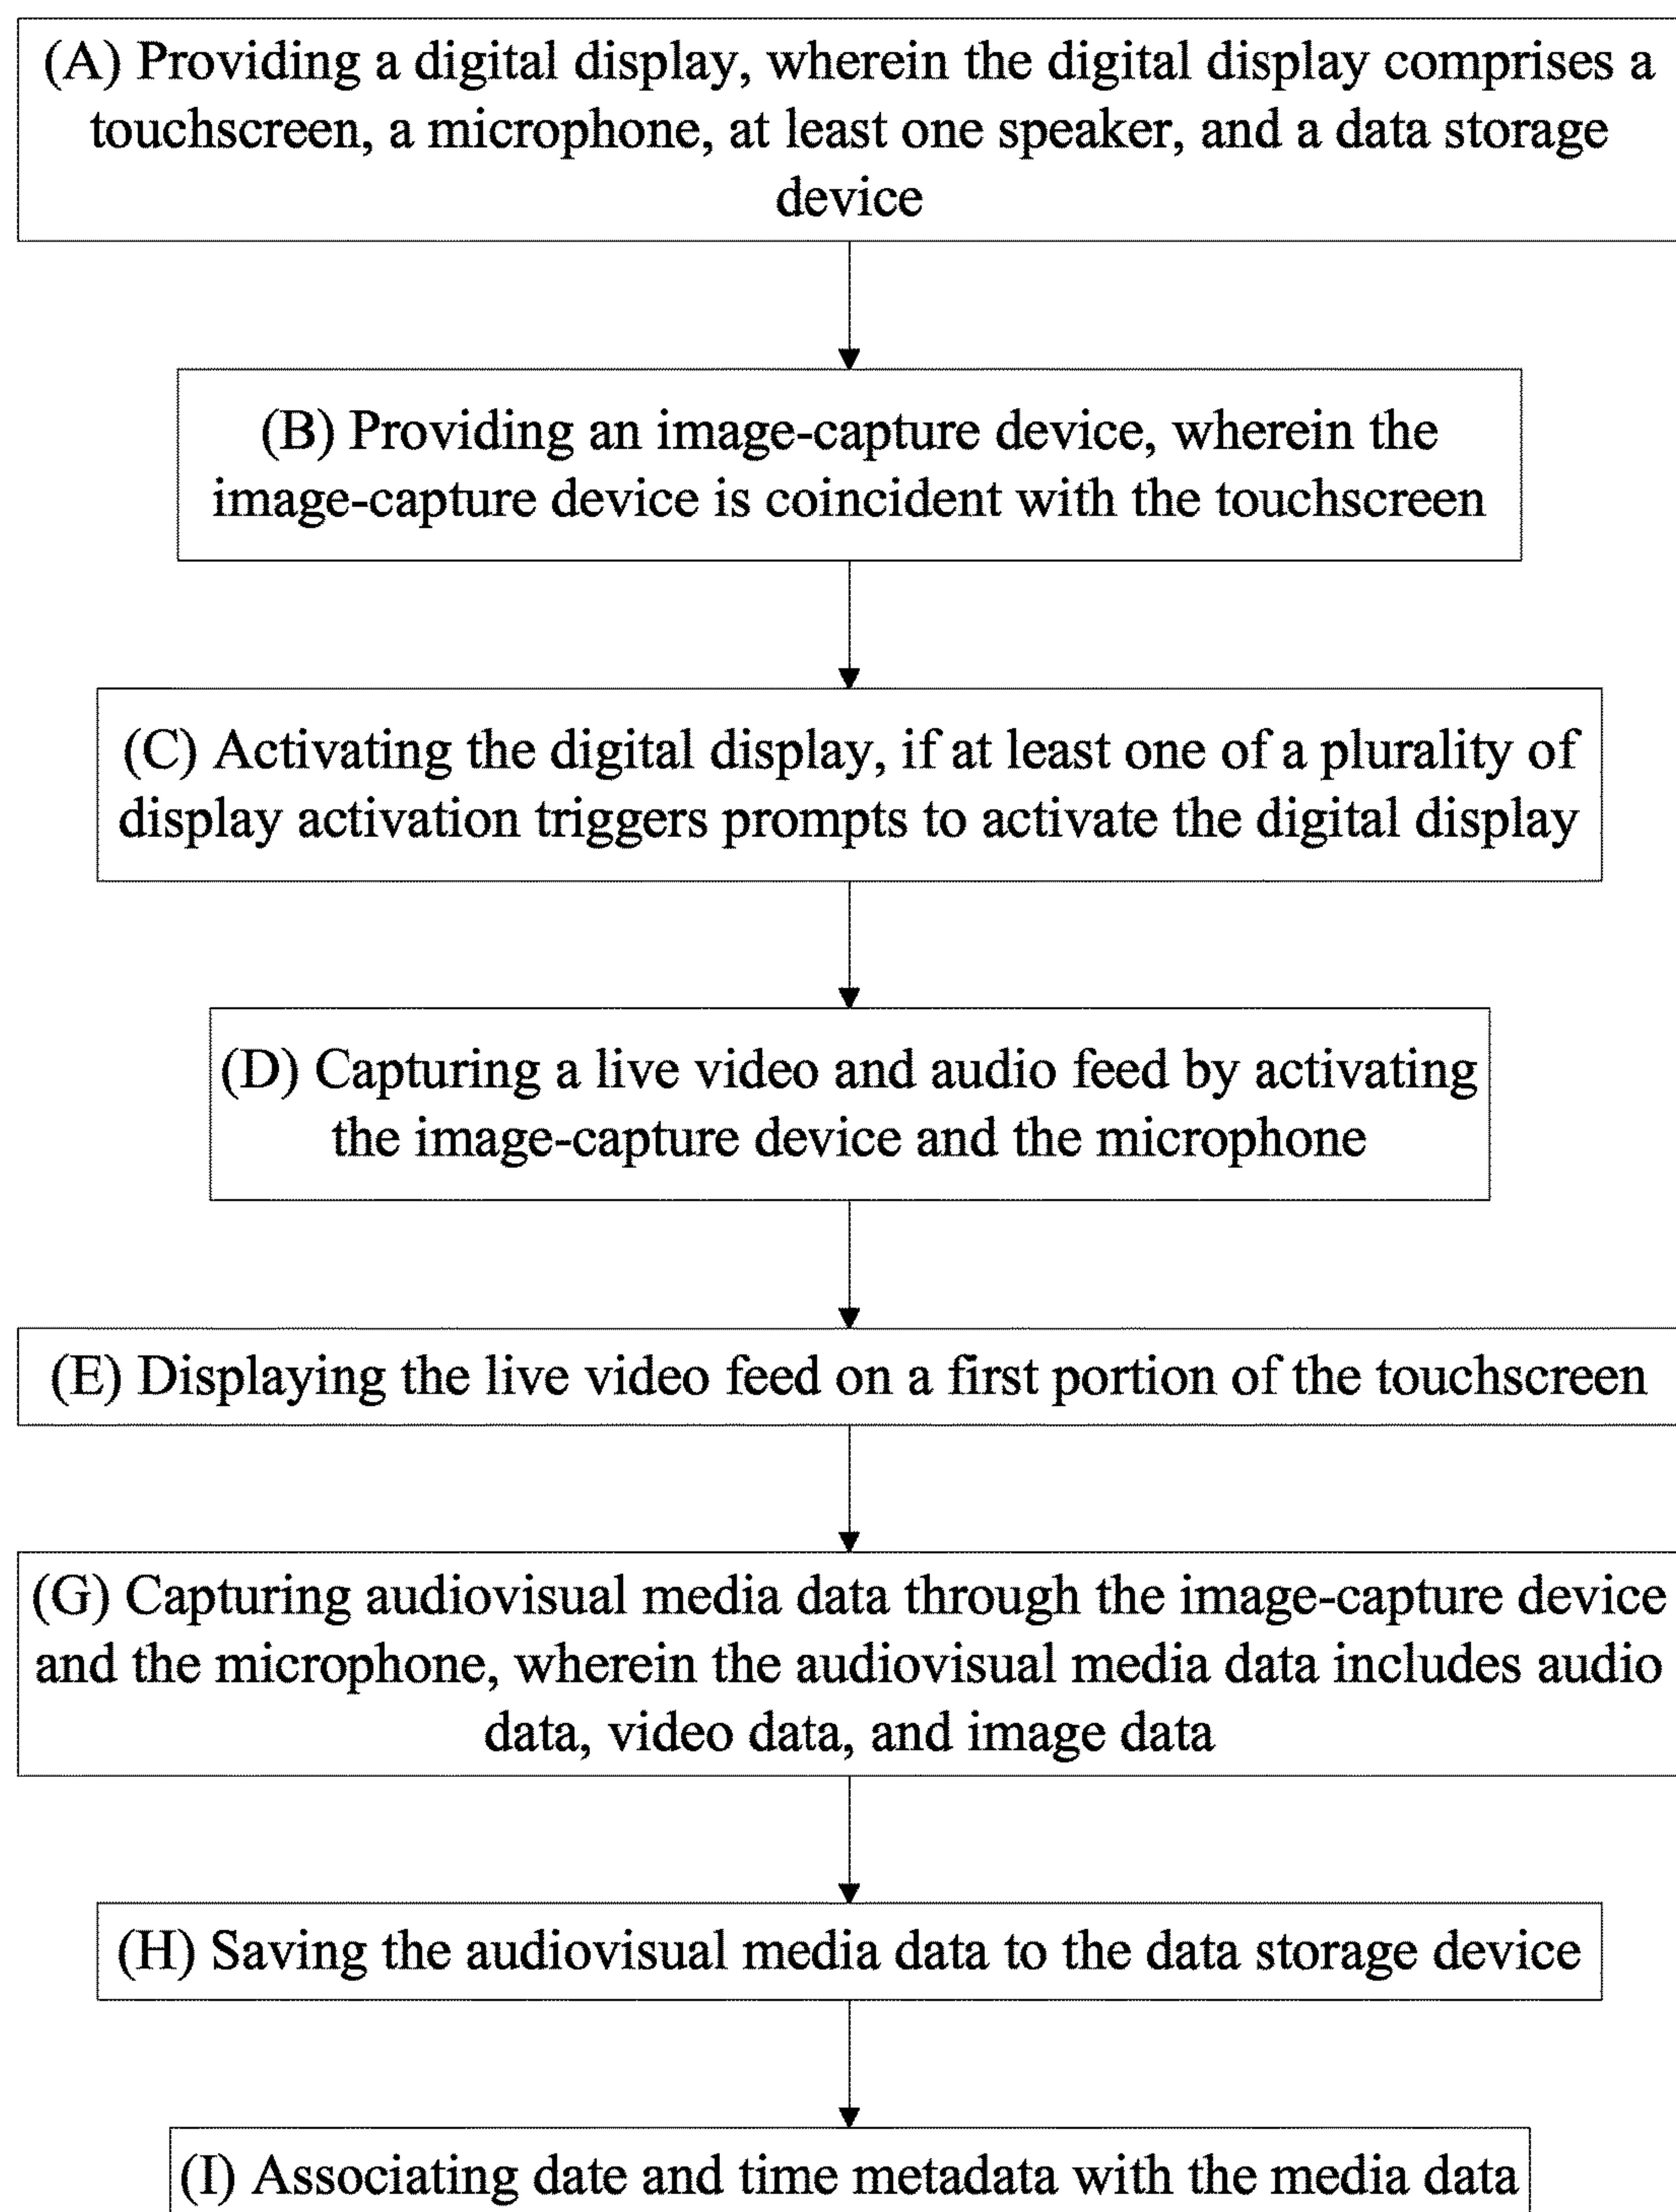 (A) Providing a digital display, wherein the digital display comprises a
touchscreen, a microphone, at least one speaker, and a data storage
device
(B) Providing an image-capture device, wherein the
image-capture device is coincident with the touchscreen
(C) Activating the digital display, if at least one of a plurality of
display activation triggers prompts to activate the digital display
(D) Capturing a live video and audio feed by activating
the image-capture device and the microphone
(E) Displaying the live video feed on a first portion of the touchscreen
(G) Capturing audiovisual media data through the image-capture device
and the microphone, wherein the audiovisual media data includes audio
data, video data, and image data
(H) Saving the audiovisual media data to the data storage device
(I) Associating date and time metadata with the media data